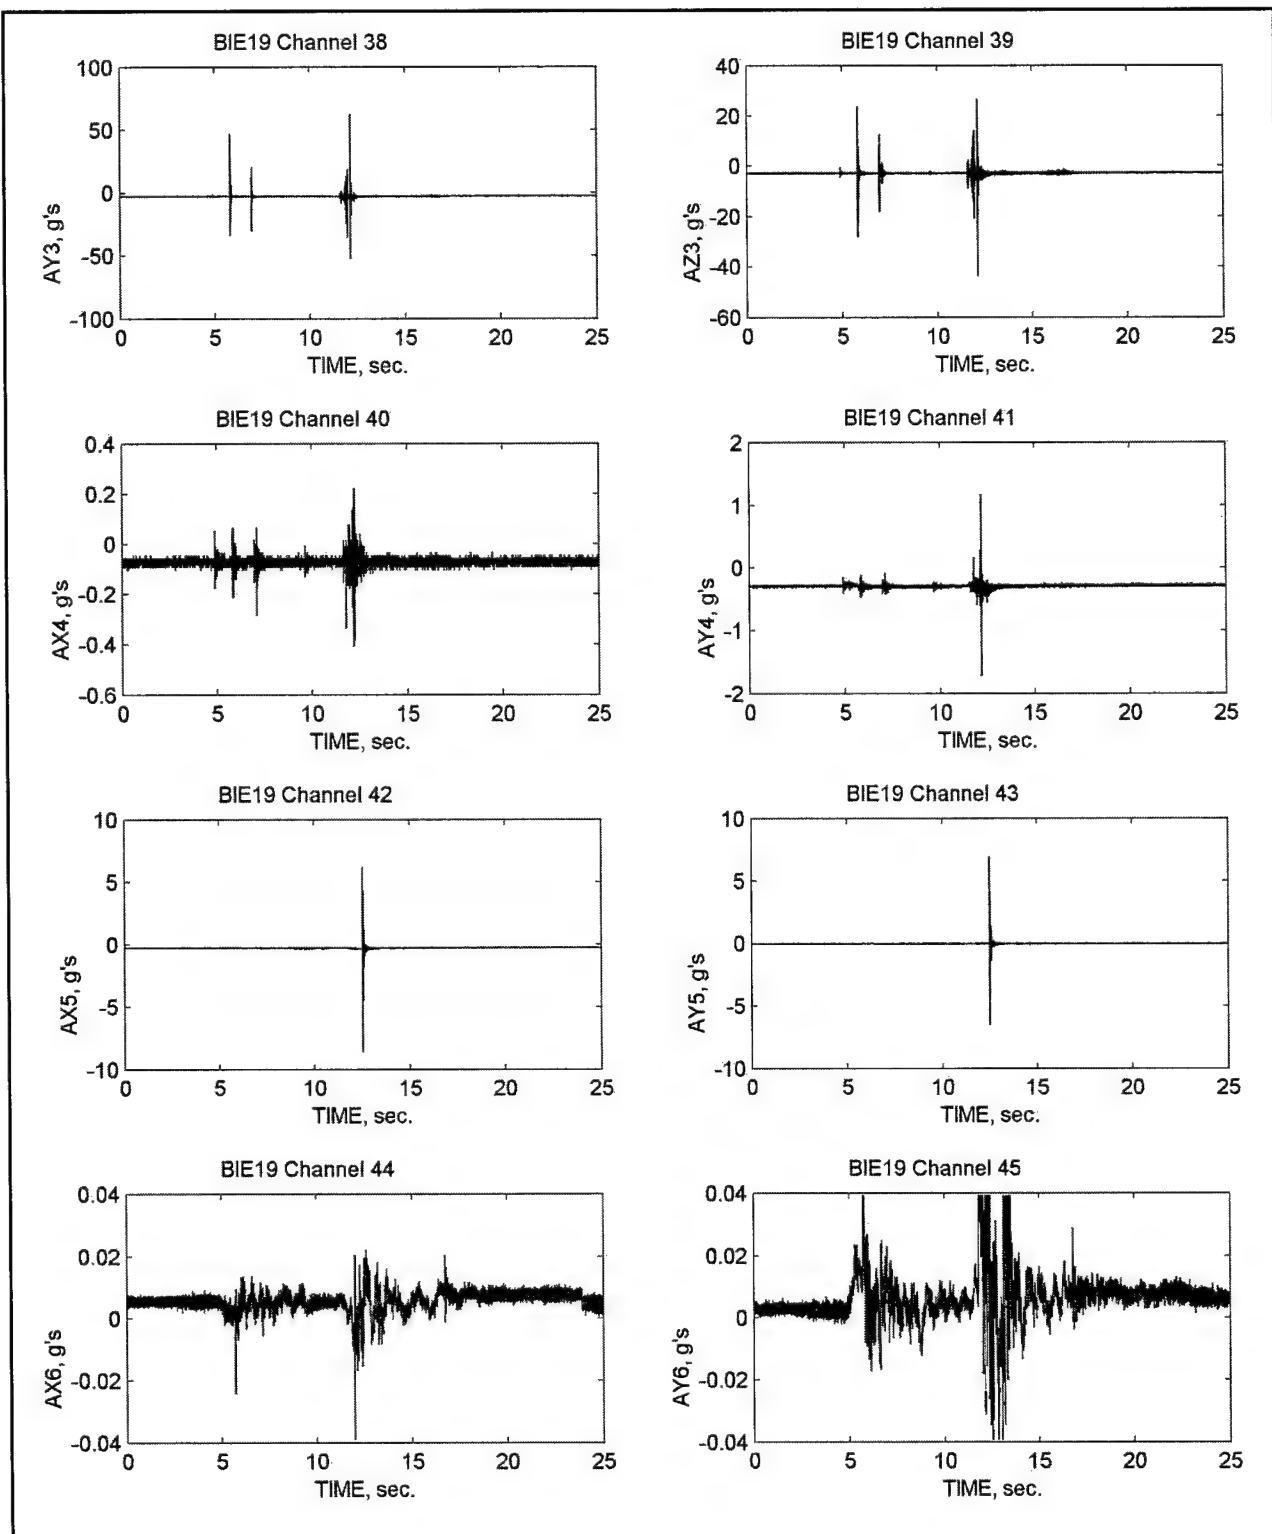 BIE19 Channel 38
100
50
0
-50
-100
AY3, g's
0 5 10 15 20 25
TIME, sec.
BIE19 Channel 39
40
20
0
-20
-40
-60
AZ3, g's
0 5 10 15 20 25
TIME, sec.
BIE19 Channel 40
0.4
0.2
0
-0.2
-0.4
-0.6
AX4, g's
0 5 10 15 20 25
TIME, sec.
BIE19 Channel 41
2
1
0
-1
-2
AY4, g's
0 5 10 15 20 25
TIME, sec.
BIE19 Channel 42
10
5
0
-5
-10
AX5, g's
0 5 10 15 20 25
TIME, sec.
BIE19 Channel 43
10
5
0
-5
-10
AY5, g's
0 5 10 15 20 25
TIME, sec.
BIE19 Channel 44
0.04
0.02
0
-0.02
-0.04
AX6, g's
0 5 10 15 20 25
TIME, sec.
BIE19 Channel 45
0.04
0.02
0
-0.02
-0.04
AY6, g's
0 5 10 15 20 25
TIME, sec.